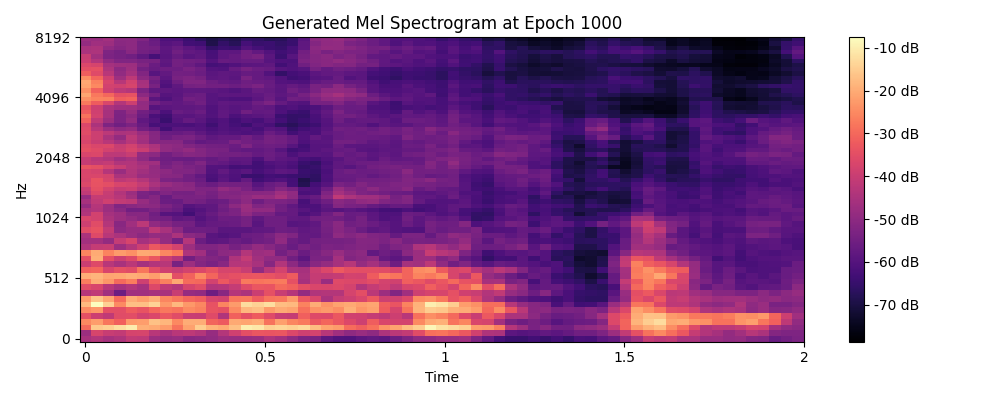 Generated Mel Spectrogram at Epoch 1000
8192
4096
2048
1024
512
0
Hz
0 0.5 1 1.5 2
Time
-10 dB
-20 dB
-30 dB
-40 dB
-50 dB
-60 dB
-70 dB